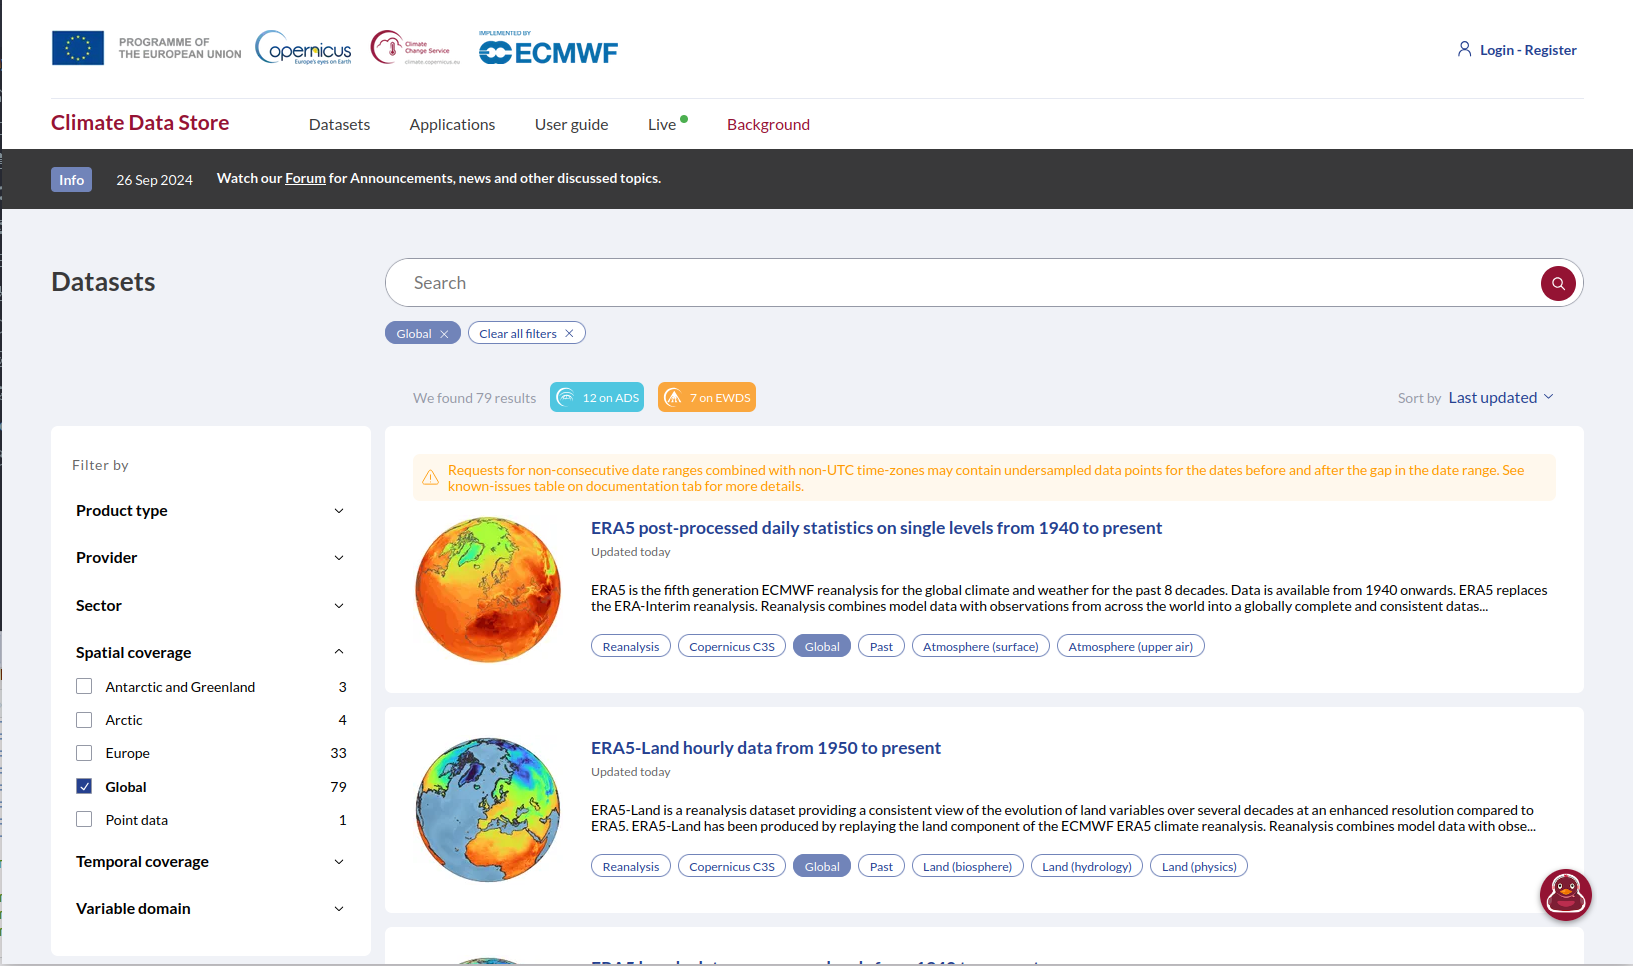 PROGRAMME OF
THE EUROPEAN UNION
opernicus
Europe's eyes on Earth
Climate
Change Service
climate.copernicus.eu
IMPLEMENTED BY
ECMWF
Login - Register
Climate Data Store
Datasets
Applications
User guide
Live
Background
Info
26 Sep 2024
Watch our Forum for Announcements, news and other discussed topics.
Datasets
Search
Global
Clear all filters
We found 79 results
12 on ADS
7 on EWDS
Sort by Last updated
Filter by
Product type
Provider
Sector
Spatial coverage
Antarctic and Greenland 3
Arctic 4
Europe 33
Global 79
Point data 1
Temporal coverage
Variable domain
Requests for non-consecutive date ranges combined with non-UTC time-zones may contain undersampled data points for the dates before and after the gap in the date range. See
known-issues table on documentation tab for more details.
ERA5 post-processed daily statistics on single levels from 1940 to present
Updated today
ERA5 is the fifth generation ECMWF reanalysis for the global climate and weather for the past 8 decades. Data is available from 1940 onwards. ERA5 replaces
the ERA-Interim reanalysis. Reanalysis combines model data with observations from across the world into a globally complete and consistent datas...
Reanalysis
Copernicus C3S
Global
Past
Atmosphere (surface)
Atmosphere (upper air)
ERA5-Land hourly data from 1950 to present
Updated today
ERA5-Land is a reanalysis dataset providing a consistent view of the evolution of land variables over several decades at an enhanced resolution compared to
ERA5. ERA5-Land has been produced by replaying the land component of the ECMWF ERA5 climate reanalysis. Reanalysis combines model data with obse...
Reanalysis
Copernicus C3S
Global
Past
Land (biosphere)
Land (hydrology)
Land (physics)